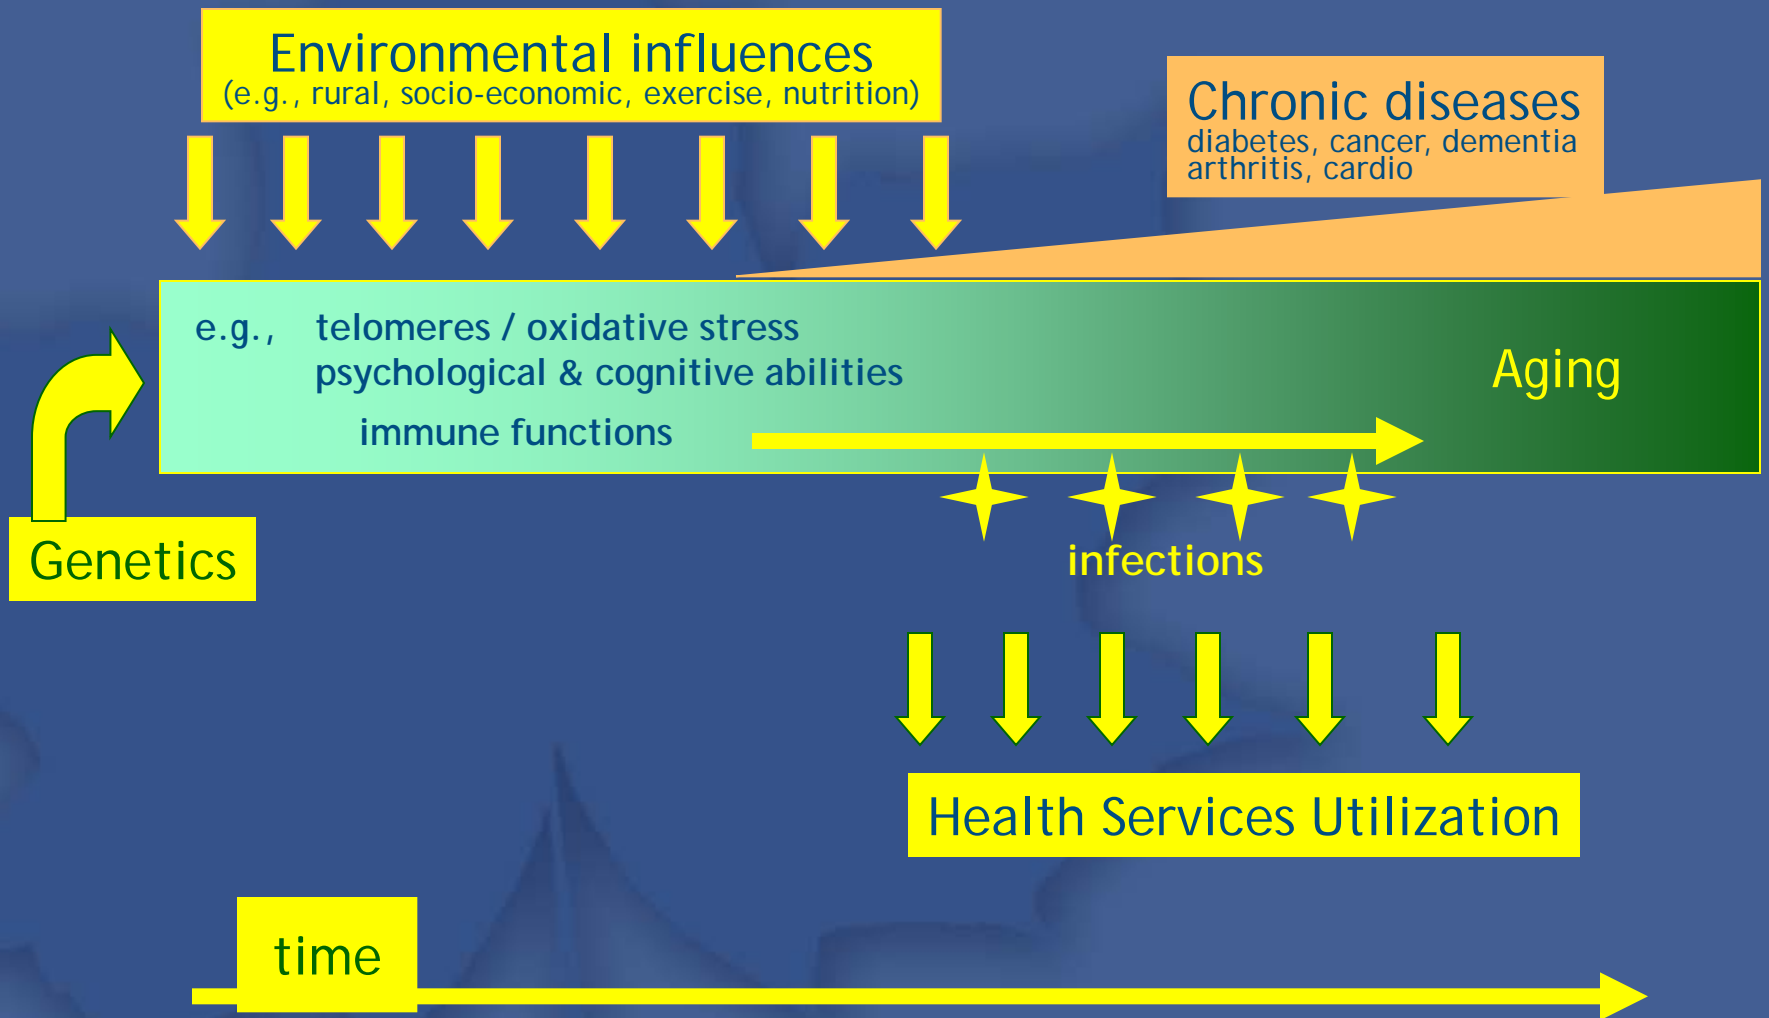 Environmental influences
(e.g., rural, socio-economic, exercise, nutrition)
Chronic diseases
diabetes, cancer, dementia
arthritis, cardio
e.g., telomeres / oxidative stress
psychological & cognitive abilities
immune functions
Aging
Genetics
infections
Health Services Utilization
time